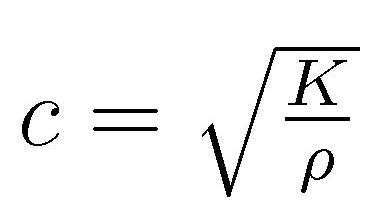 c = √(K/ρ)